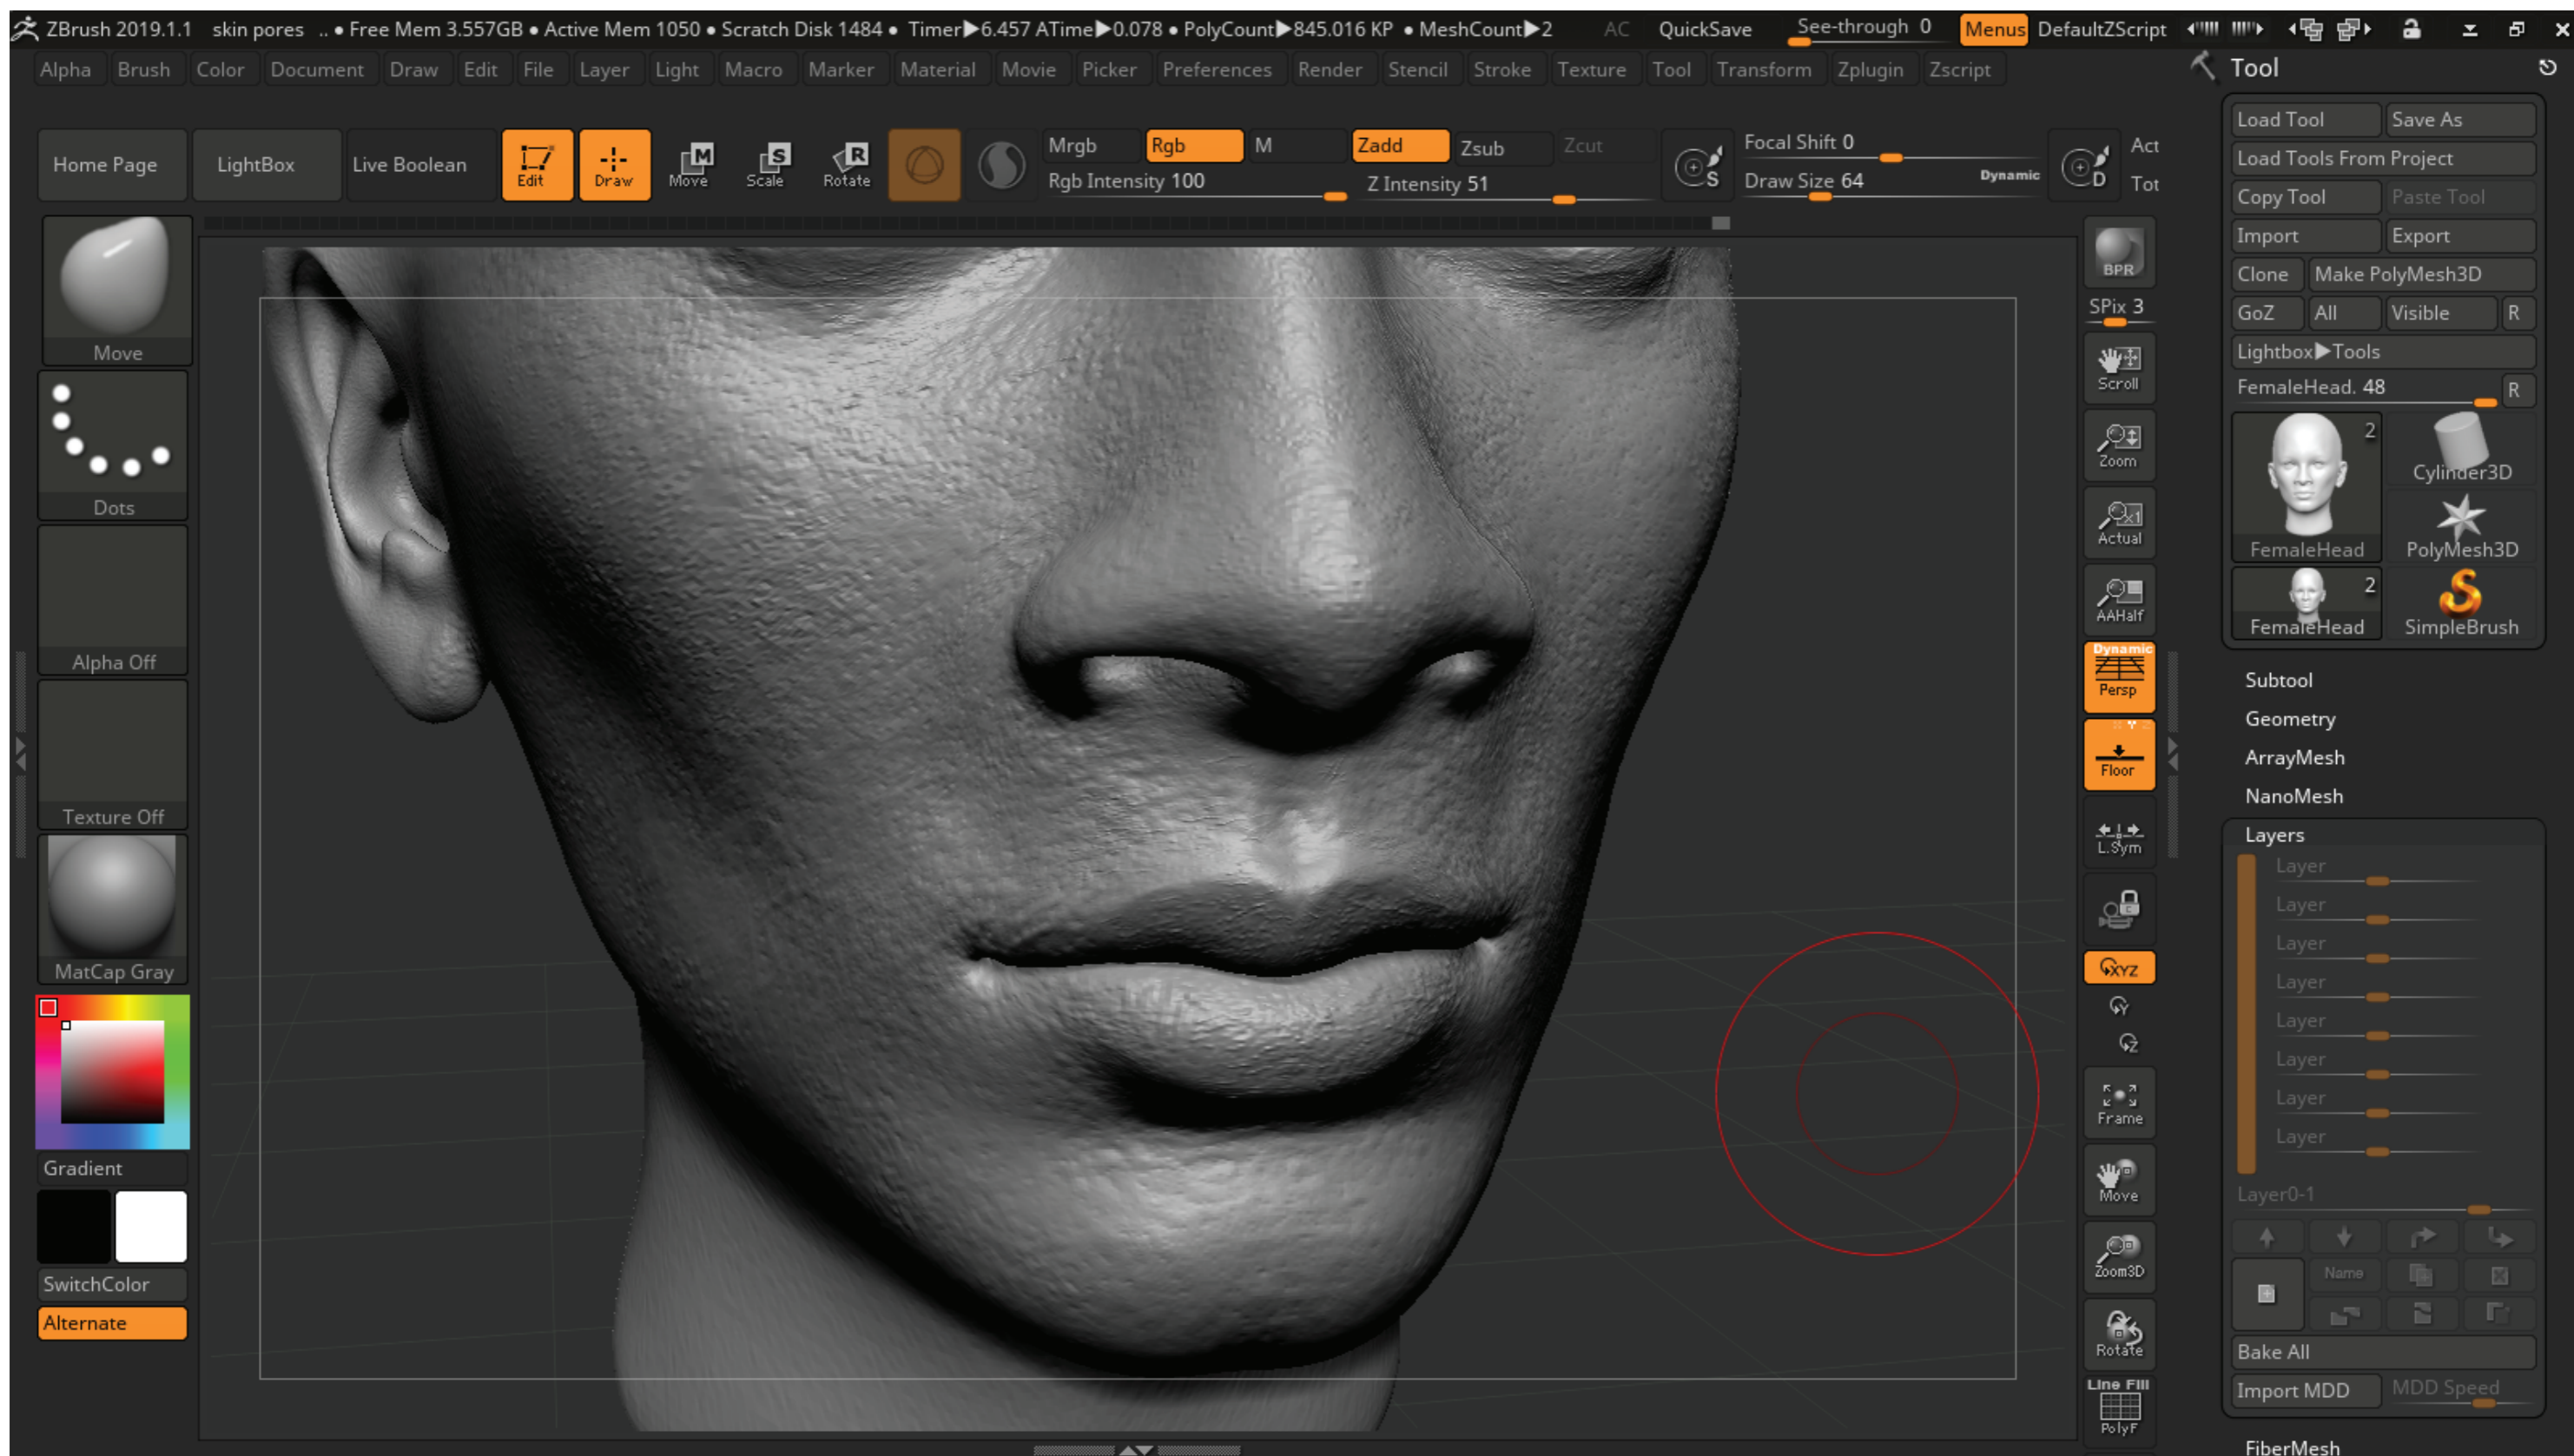 ZBrush 2019.1.1 skin pores .. • Free Mem 3.557GB • Active Mem 1050 • Scratch Disk 1484 • Timer▶6.457 ATime▶0.078 • PolyCount▶845.016 KP • MeshCount▶2 AC QuickSave See-through 0 Menus DefaultZScript
Alpha Brush Color Document Draw Edit File Layer Light Macro Marker Material Movie Picker Preferences Render Stencil Stroke Texture Tool Transform Zplugin Zscript
Home Page LightBox Live Boolean Edit Draw Move Scale Rotate
M S R
Mrgb Rgb M Zadd Zsub Zcut
Rgb Intensity 100 Z Intensity 51
S
Focal Shift 0
Draw Size 64 Dynamic
D
Act
Tot
Move
Dots
Alpha Off
Texture Off
MatCap Gray
Gradient
SwitchColor
Alternate
BPR
SPix 3
Scroll
Zoom
x1
Actual
AAHalf
Dynamic
Persp
Floor
L.Sym
XYZ
Y
Z
Frame
Move
Zoom3D
Rotate
Line Fill
PolyF
Tool
Load Tool Save As
Load Tools From Project
Copy Tool Paste Tool
Import Export
Clone Make PolyMesh3D
GoZ All Visible R
Lightbox▶Tools
FemaleHead. 48 R
2
Cylinder3D
FemaleHead PolyMesh3D
2
FemaleHead SimpleBrush
Subtool
Geometry
ArrayMesh
NanoMesh
Layers
Layer
Layer
Layer
Layer
Layer
Layer
Layer
Layer
Layer0-1
Name
Bake All
Import MDD MDD Speed
FiberMesh